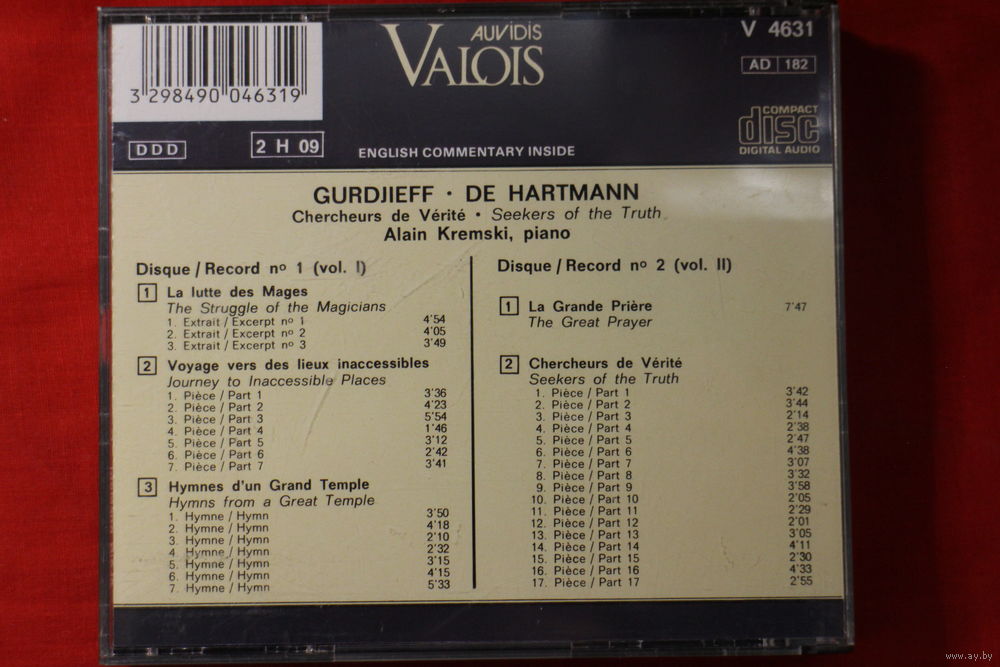 AUVIDIS
VALOIS
V 4631
AD 182
3 298490 046319
DDD
2 H 09
ENGLISH COMMENTARY INSIDE
COMPACT
disc
DIGITAL AUDIO
GURDJIEFF · DE HARTMANN
Chercheurs de Vérité • Seekers of the Truth
Alain Kremski, piano
Disque / Record nº 1 (vol. I)
1 La lutte des Mages
The Struggle of the Magicians
1. Extrait / Excerpt nº 1 4'54
2. Extrait / Excerpt nº 2 4'05
3. Extrait / Excerpt nº 3 3'49
2 Voyage vers des lieux inaccessibles
Journey to Inaccessible Places
1. Pièce / Part 1 3'36
2. Pièce / Part 2 4'23
3. Pièce / Part 3 5'54
4. Pièce / Part 4 1'46
5. Pièce / Part 5 3'12
6. Pièce / Part 6 2'42
7. Pièce / Part 7 3'41
3 Hymnes d'un Grand Temple
Hymns from a Great Temple
1. Hymne / Hymn 3'50
2. Hymne / Hymn 4'18
3. Hymne / Hymn 2'10
4. Hymne / Hymn 2'32
5. Hymne / Hymn 3'15
6. Hymne / Hymn 4'15
7. Hymne / Hymn 5'33
Disque / Record nº 2 (vol. II)
1 La Grande Prière 7'47
The Great Prayer
2 Chercheurs de Vérité
Seekers of the Truth
1. Pièce / Part 1 3'42
2. Pièce / Part 2 3'44
3. Pièce / Part 3 2'14
4. Pièce / Part 4 2'38
5. Pièce / Part 5 2'47
6. Pièce / Part 6 4'38
7. Pièce / Part 7 3'07
8. Pièce / Part 8 3'32
9. Pièce / Part 9 3'58
10. Pièce / Part 10 2'05
11. Pièce / Part 11 2'29
12. Pièce / Part 12 2'01
13. Pièce / Part 13 3'05
14. Pièce / Part 14 4'11
15. Pièce / Part 15 2'30
16. Pièce / Part 16 4'33
17. Pièce / Part 17 2'55
www.ay.by